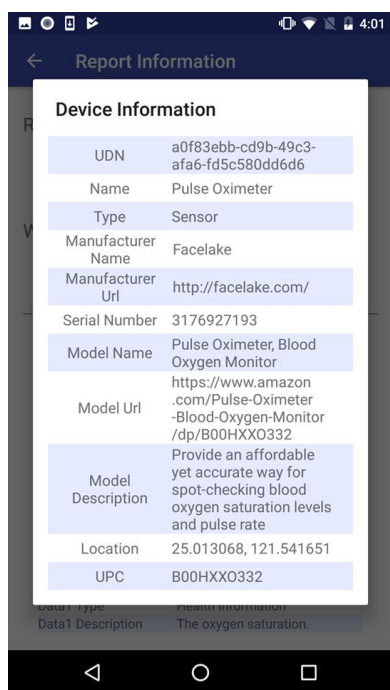 4:01
Report Information
R
Device Information
UDN
a0f83ebb-cd9b-49c3-
afa6-fd5c580dd6d6
Name
Pulse Oximeter
Type
Sensor
W
Manufacturer
Name
Facelake
Manufacturer
Url
http://facelake.com/
Serial Number
3176927193
Model Name
Pulse Oximeter, Blood
Oxygen Monitor
Model Url
https://www.amazon
.com/Pulse-Oximeter
-Blood-Oxygen-Monitor
/dp/B00HXXO332
Model
Description
Provide an affordable
yet accurate way for
spot-checking blood
oxygen saturation levels
and pulse rate
Location
25.013068, 121.541651
UPC
B00HXXO332
Data1 Type
Health Information
Data1 Description
The oxygen saturation.